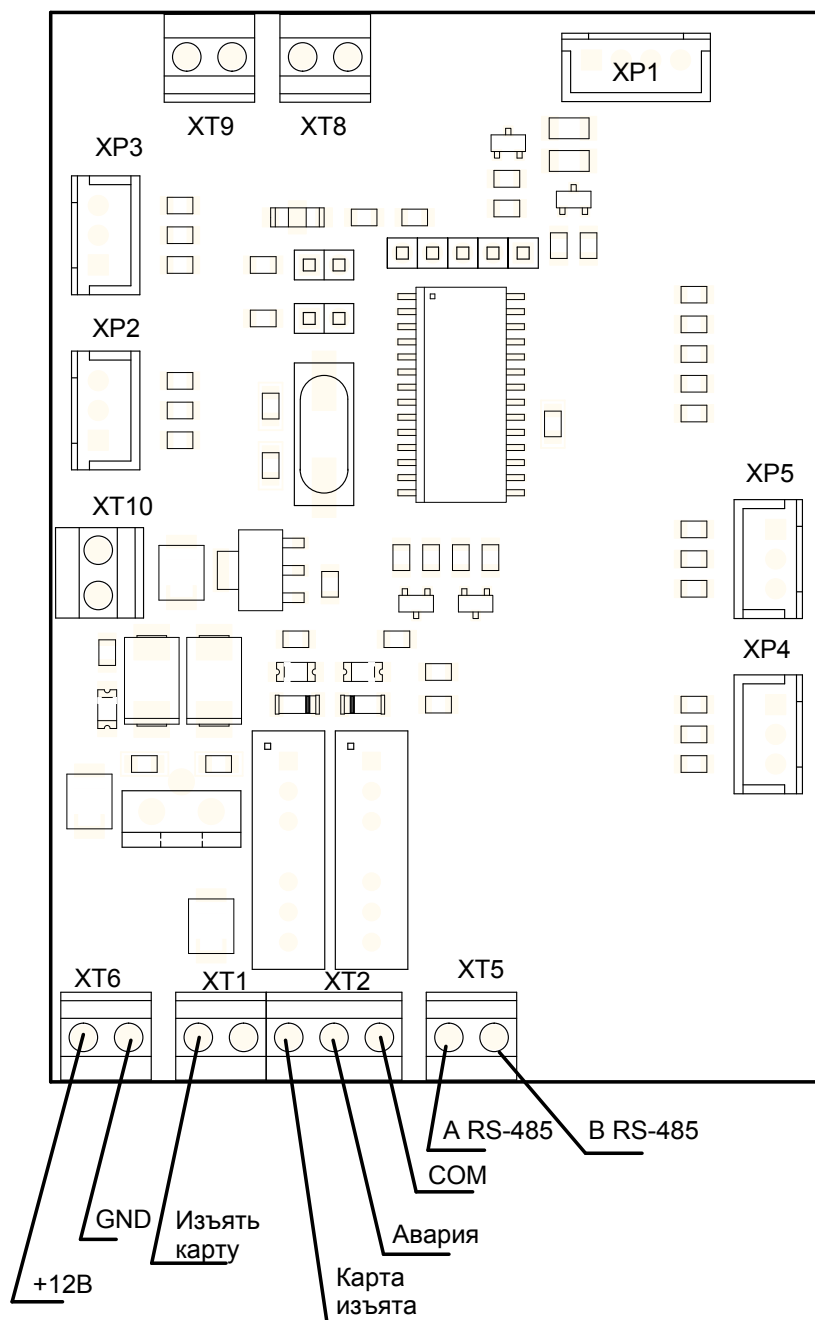 XP1
XT9
XT8
XP3
XP2
XT10
XP5
XP4
XT6
XT1
XT2
XT5
A RS-485
B RS-485
COM
GND
Изъять
карту
Авария
+12В
Карта
изъята